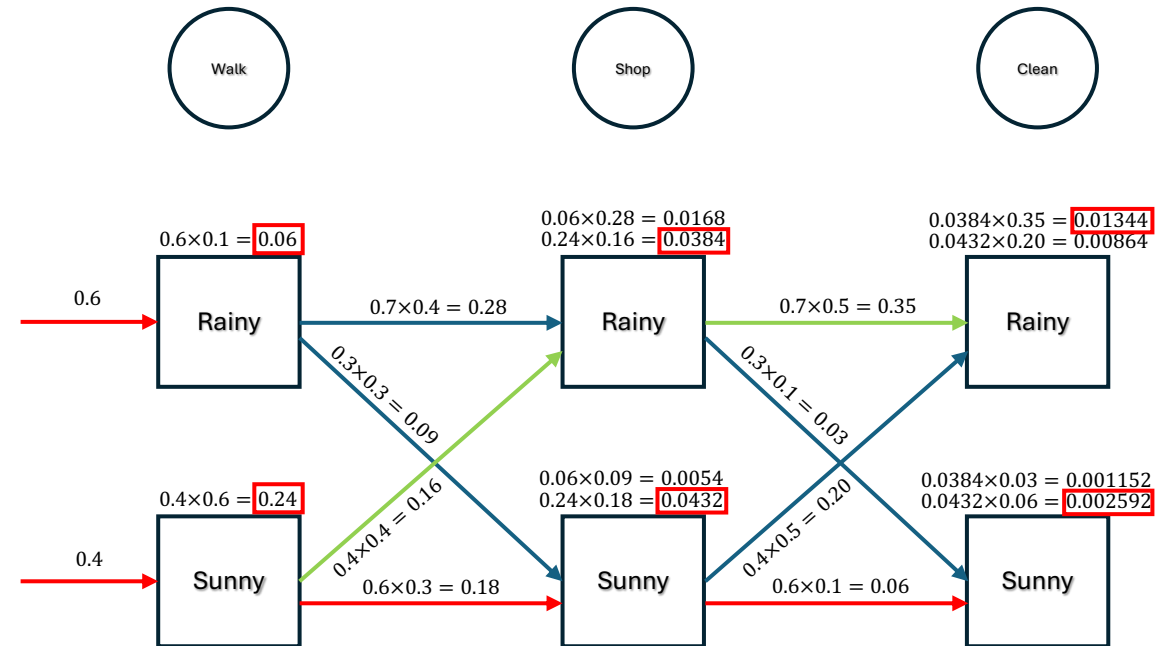 Walk
Shop
Clean
0.6×0.1 = 0.06
0.06×0.28 = 0.0168
0.24×0.16 = 0.0384
0.0384×0.35 = 0.01344
0.0432×0.20 = 0.00864
0.6
Rainy
0.7×0.4 = 0.28
Rainy
0.7×0.5 = 0.35
Rainy
0.3×0.3 = 0.09
0.3×0.1 = 0.03
0.4×0.6 = 0.24
0.4×0.4 = 0.16
0.06×0.09 = 0.0054
0.24×0.18 = 0.0432
0.4×0.5 = 0.20
0.0384×0.03 = 0.001152
0.0432×0.06 = 0.002592
0.4
Sunny
0.6×0.3 = 0.18
Sunny
0.6×0.1 = 0.06
Sunny